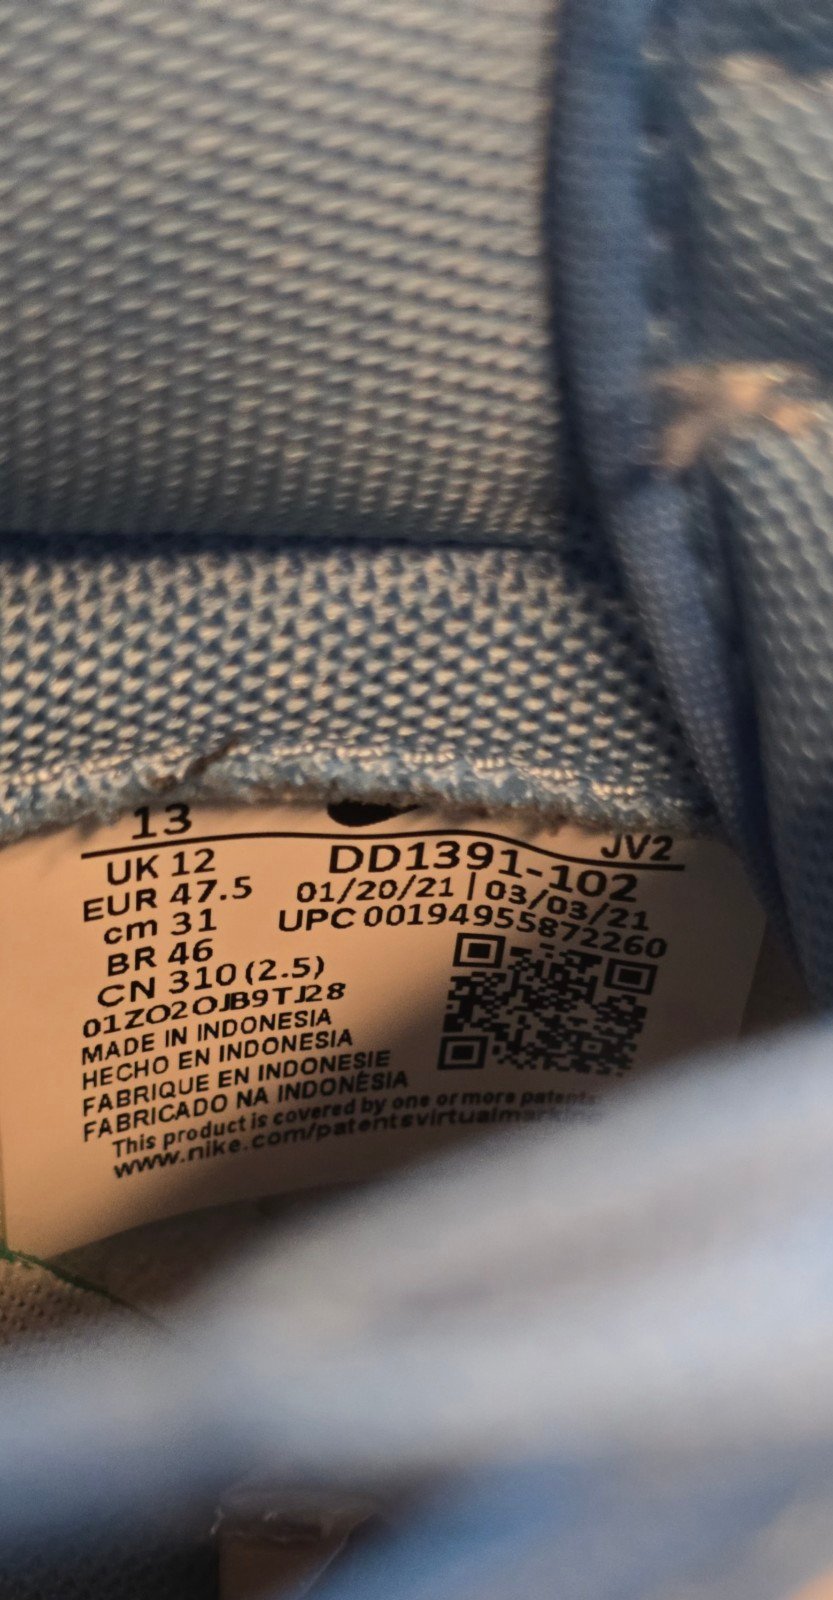 13
JV2
UK 12
DD1391-102
EUR 47.5
01/20/21 | 03/03/21
cm 31
UPC 00194955872260
BR 46
CN 310 (2.5)
01ZO2OJB9TJ28
MADE IN INDONESIA
HECHO EN INDONESIA
FABRIQUE EN INDONESIE
FABRICADO NA INDONÉSIA
This product is covered by one or more patents
www.nike.com/patentsvirtualmarking